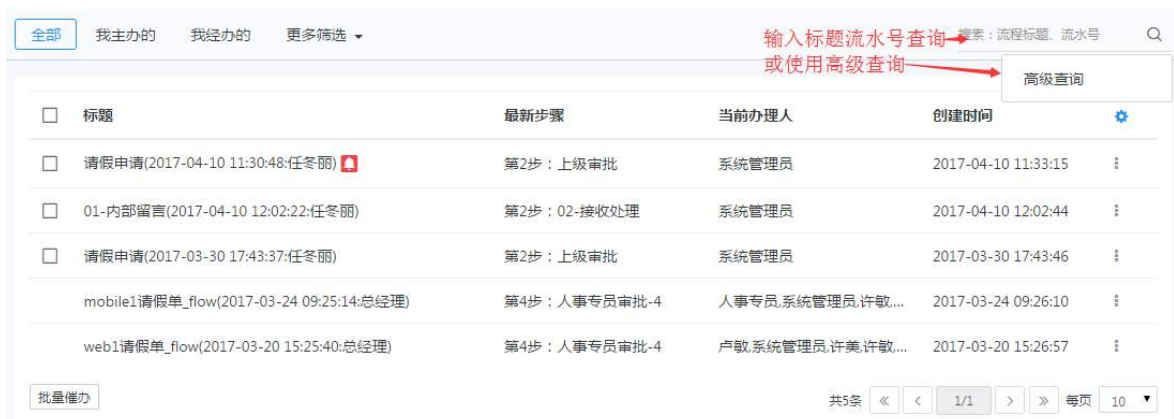 全部 我主办的 我经办的 更多筛选
输入标题流水号查询 搜索：流程标题、流水号
或使用高级查询 高级查询
标题 最新步骤 当前办理人 创建时间
请假申请(2017-04-10 11:30:48:任冬丽) 第2步：上级审批 系统管理员 2017-04-10 11:33:15
01-内部留言(2017-04-10 12:02:22:任冬丽) 第2步：02-接收处理 系统管理员 2017-04-10 12:02:44
请假申请(2017-03-30 17:43:37:任冬丽) 第2步：上级审批 系统管理员 2017-03-30 17:43:46
mobile1请假单_flow(2017-03-24 09:25:14:总经理) 第4步：人事专员审批-4 人事专员,系统管理员,许敏,... 2017-03-24 09:26:10
web1请假单_flow(2017-03-20 15:25:40:总经理) 第4步：人事专员审批-4 卢敏,系统管理员,许美,许敏,... 2017-03-20 15:26:57
批量催办 共5条 « < 1/1 > » 每页 10